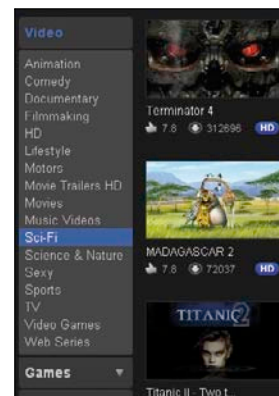 Video
Animation
Comedy
Documentary
Filmmaking
HD
Lifestyle
Motors
Movie Trailers HD
Movies
Music Videos
Sci-Fi
Science & Nature
Sexy
Sports
TV
Video Games
Web Series
Games
Terminator 4
7.8 312696 HD
MADAGASCAR 2
7.8 72037 HD
TITANIC 2
Titanic II - Two t...